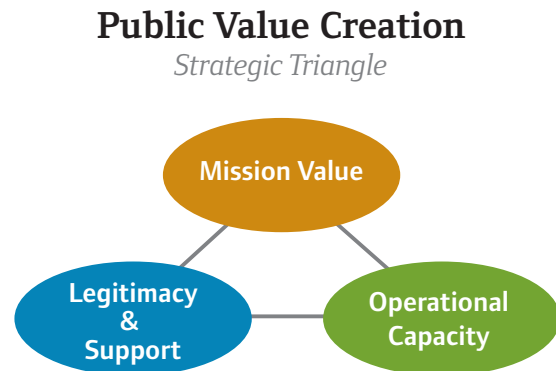 Public Value Creation
Strategic Triangle
Mission Value
Legitimacy
&
Support
Operational
Capacity